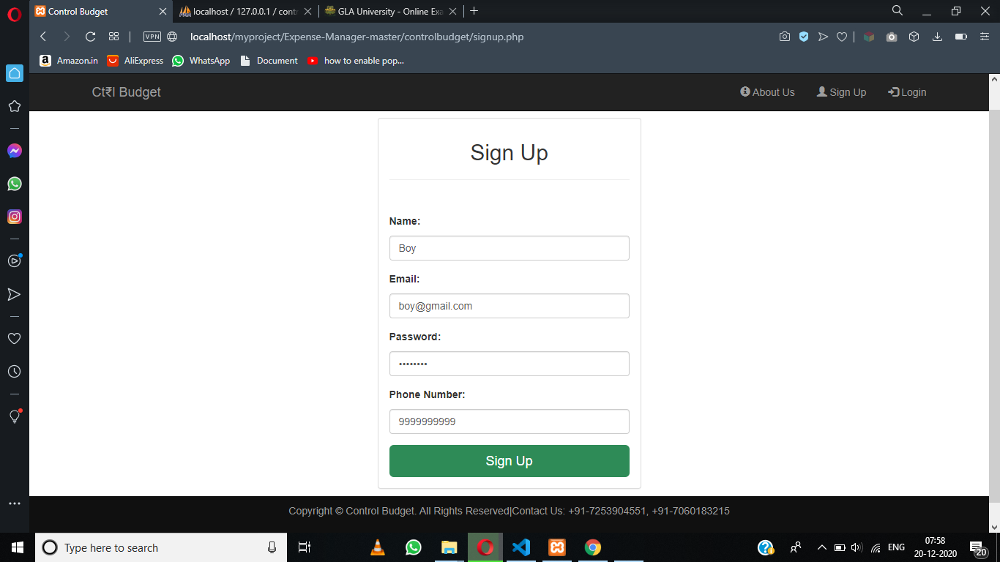 Control Budget
localhost / 127.0.0.1 / cont
GLA University - Online Exa
VPN
localhost/myproject/Expense-Manager-master/controlbudget/signup.php
Amazon.in
AliExpress
WhatsApp
Document
how to enable pop...
Ct₹l Budget
About Us
Sign Up
Login
Sign Up
Name:
Boy
Email:
boy@gmail.com
Password:
••••••••
Phone Number:
9999999999
Sign Up
Copyright © Control Budget. All Rights Reserved|Contact Us: +91-7253904551, +91-7060183215
Type here to search
ENG
07:58
20-12-2020
20